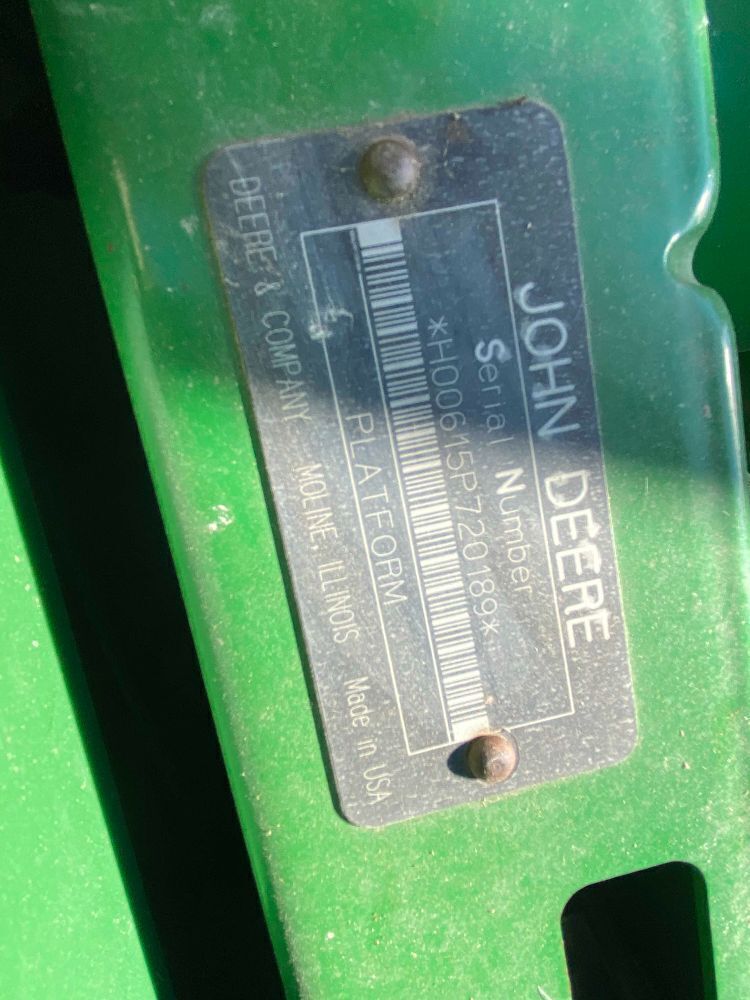 JOHN DEERE
Serial Number
*H00615P720189*
PLATFORM
DEERE & COMPANY MOLINE, ILLINOIS Made in USA